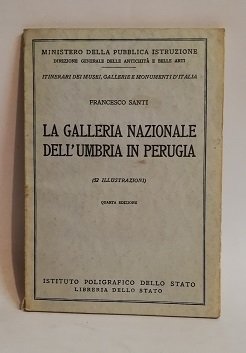 MINISTERO DELLA PUBBLICA ISTRUZIONE
DIREZIONE GENERALE DELLE ANTICHITÀ E BELLE ARTI
ITINERARI DEI MUSEI, GALLERIE E MONUMENTI D'ITALIA
FRANCESCO SANTI
LA GALLERIA NAZIONALE
DELL'UMBRIA IN PERUGIA
(52 ILLUSTRAZIONI)
QUARTA EDIZIONE
ISTITUTO POLIGRAFICO DELLO STATO
LIBRERIA DELLO STATO